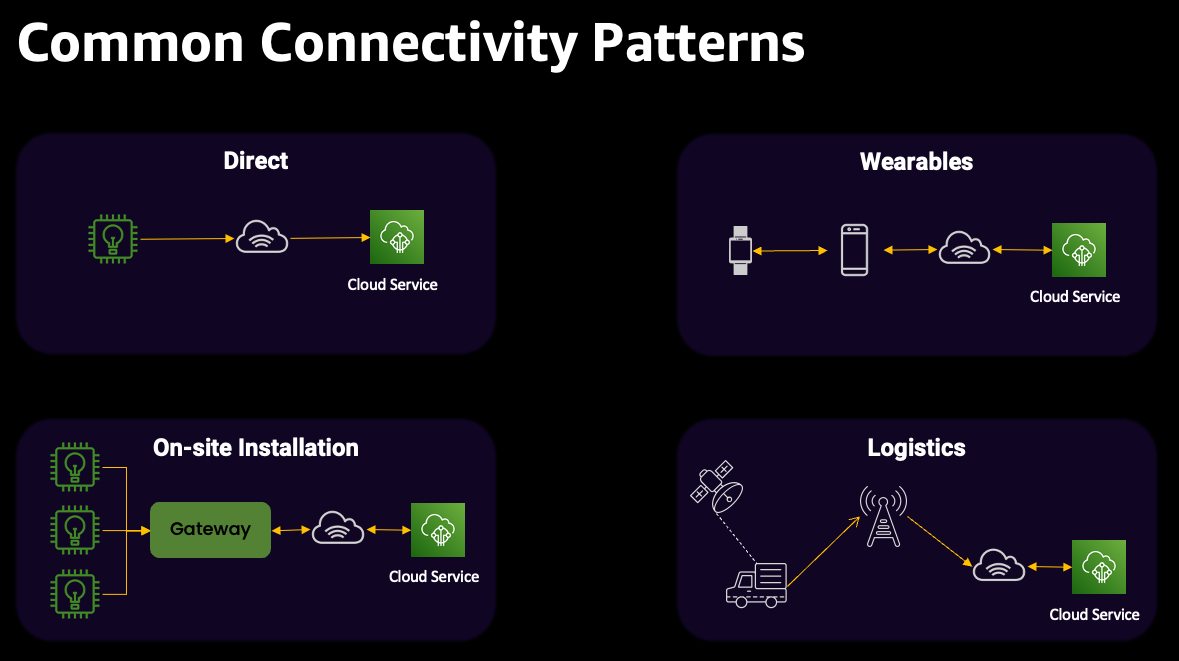 Common Connectivity Patterns
Direct
Cloud Service
Wearables
Cloud Service
On-site Installation
Gateway
Cloud Service
Logistics
Cloud Service